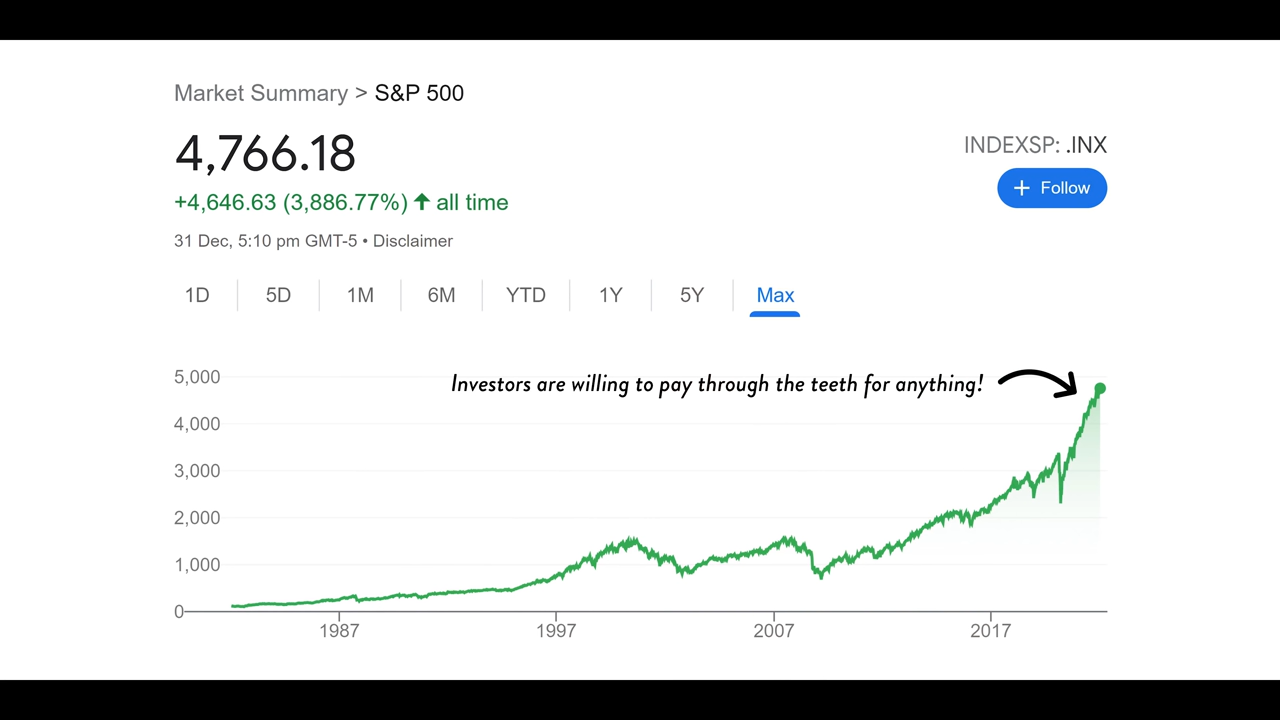 Market Summary > S&P 500
4,766.18
INDEXSP: .INX
+ Follow
+4,646.63 (3,886.77%) ↑ all time
31 Dec, 5:10 pm GMT-5 • Disclaimer
1D 5D 1M 6M YTD 1Y 5Y Max
Investors are willing to pay through the teeth for anything!
5,000
4,000
3,000
2,000
1,000
0
1987 1997 2007 2017